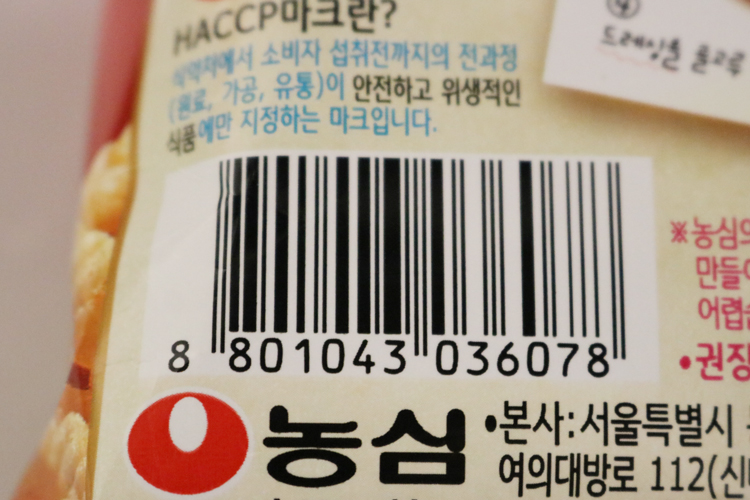 HACCP마크란?
식약처에서 소비자 섭취전까지의 전과정
(원료, 가공, 유통)이 안전하고 위생적인
식품에만 지정하는 마크입니다.
④
드레싱을 골고루
8 801043 036078
※농심의
만들어
어렵습
•권장
농심
•본사:서울특별시
여의대방로 112(신대